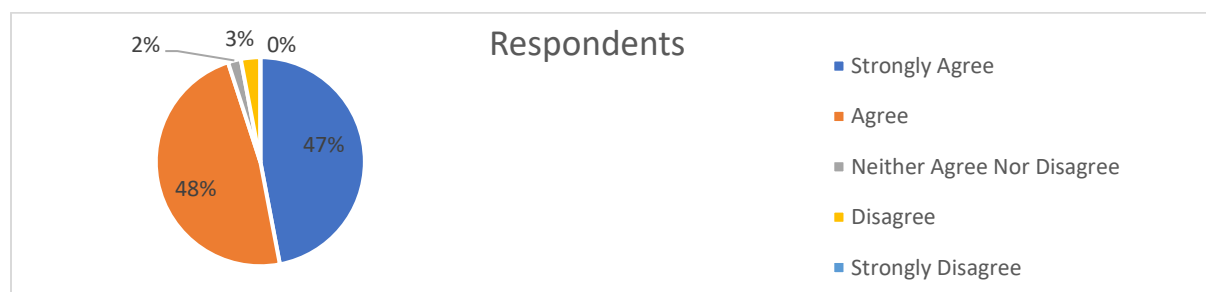 Respondents
2%
3%
0%
47%
48%
Strongly Agree
Agree
Neither Agree Nor Disagree
Disagree
Strongly Disagree